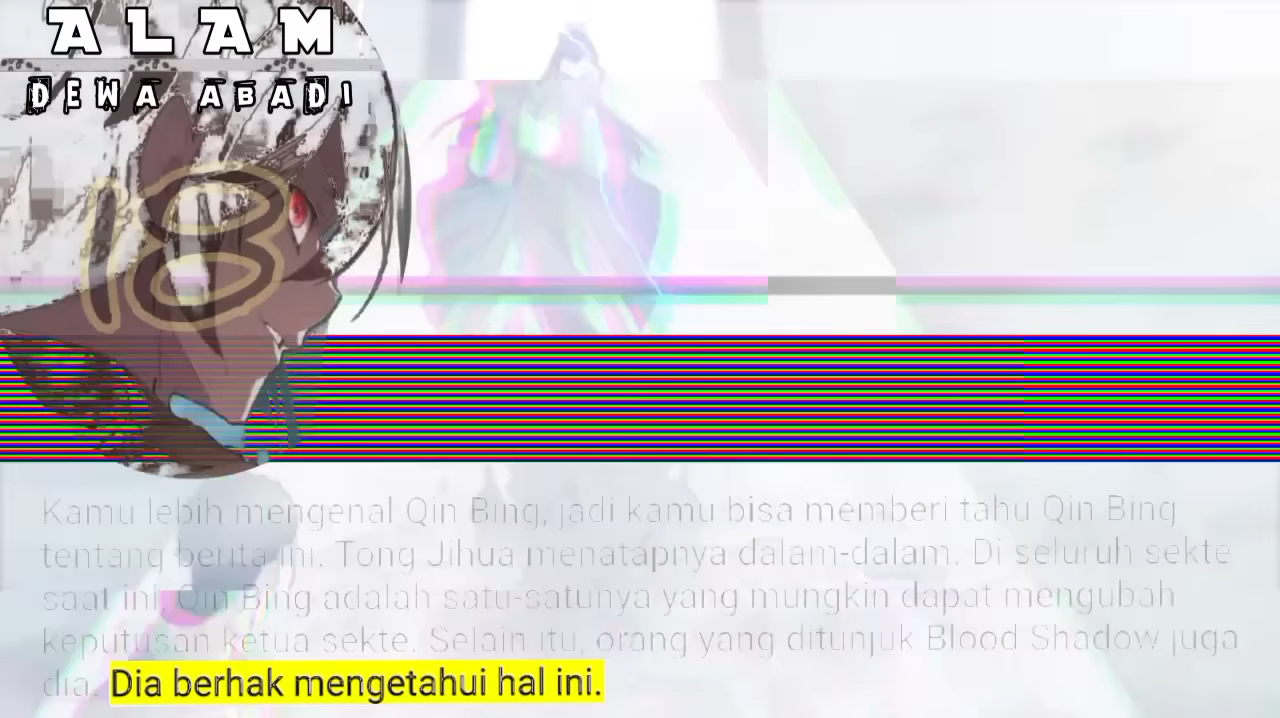 ALAM
DEWA ABADI
18
Kamu lebih mengenal Qin Bing, jadi kamu bisa memberi tahu Qin Bing
tentang berita ini. Tong Jihua menatapnya dalam-dalam. Di seluruh sekte
saat ini, Qin Bing adalah satu-satunya yang mungkin dapat mengubah
keputusan ketua sekte. Selain itu, orang yang ditunjuk Blood Shadow juga
dia. Dia berhak mengetahui hal ini.